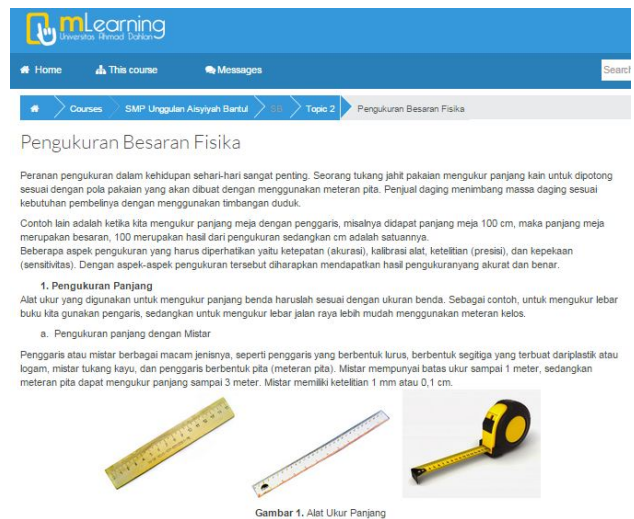 mLearning
Universitas Ahmad Dahlan
Home This course Messages Search
Courses SMP Unggulan Aisyiyah Bantul SB Topic 2 Pengukuran Besaran Fisika
Pengukuran Besaran Fisika
Peranan pengukuran dalam kehidupan sehari-hari sangat penting. Seorang tukang jahit pakaian mengukur panjang kain untuk dipotong
sesuai dengan pola pakaian yang akan dibuat dengan menggunakan meteran pita. Penjual daging menimbang massa daging sesuai
kebutuhan pembelinya dengan menggunakan timbangan duduk.
Contoh lain adalah ketika kita mengukur panjang meja dengan penggaris, misalnya didapat panjang meja 100 cm, maka panjang meja
merupakan besaran, 100 merupakan hasil dari pengukuran sedangkan cm adalah satuannya.
Beberapa aspek pengukuran yang harus diperhatikan yaitu ketepatan (akurasi), kalibrasi alat, ketelitian (presisi), dan kepekaan
(sensitivitas). Dengan aspek-aspek pengukuran tersebut diharapkan mendapatkan hasil pengukuranyang akurat dan benar.
1. Pengukuran Panjang
Alat ukur yang digunakan untuk mengukur panjang benda haruslah sesuai dengan ukuran benda. Sebagai contoh, untuk mengukur lebar
buku kita gunakan pengaris, sedangkan untuk mengukur lebar jalan raya lebih mudah menggunakan meteran kelos.
a. Pengukuran panjang dengan Mistar
Penggaris atau mistar berbagai macam jenisnya, seperti penggaris yang berbentuk lurus, berbentuk segitiga yang terbuat dariplastik atau
logam, mistar tukang kayu, dan penggaris berbentuk pita (meteran pita). Mistar mempunyai batas ukur sampai 1 meter, sedangkan
meteran pita dapat mengukur panjang sampai 3 meter. Mistar memiliki ketelitian 1 mm atau 0,1 cm.
Gambar 1. Alat Ukur Panjang